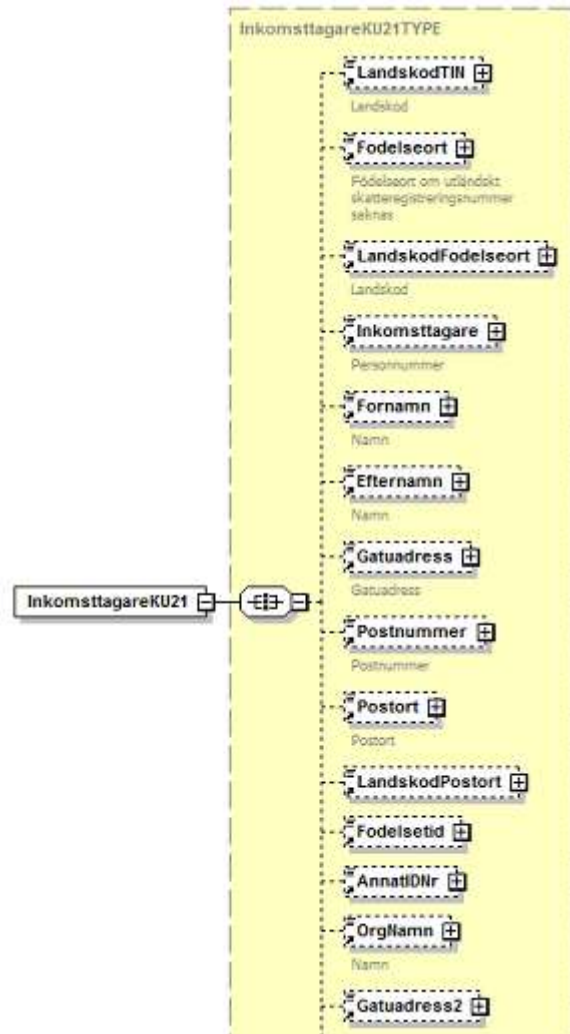 InkomsttagareKU21TYPE
LandskodTIN
Landskod
Fodelseort
Födelseort om utländskt
skatteregistreringsnummer
saknas
LandskodFodelseort
Landskod
Inkomsttagare
Personnummer
Fornamn
Namn
Efternamn
Namn
Gatuadress
Gatuadress
InkomsttagareKU21
Postnummer
Postnummer
Postort
Postort
LandskodPostort
Fodelsetid
AnnatIDNr
OrgNamn
Namn
Gatuadress2